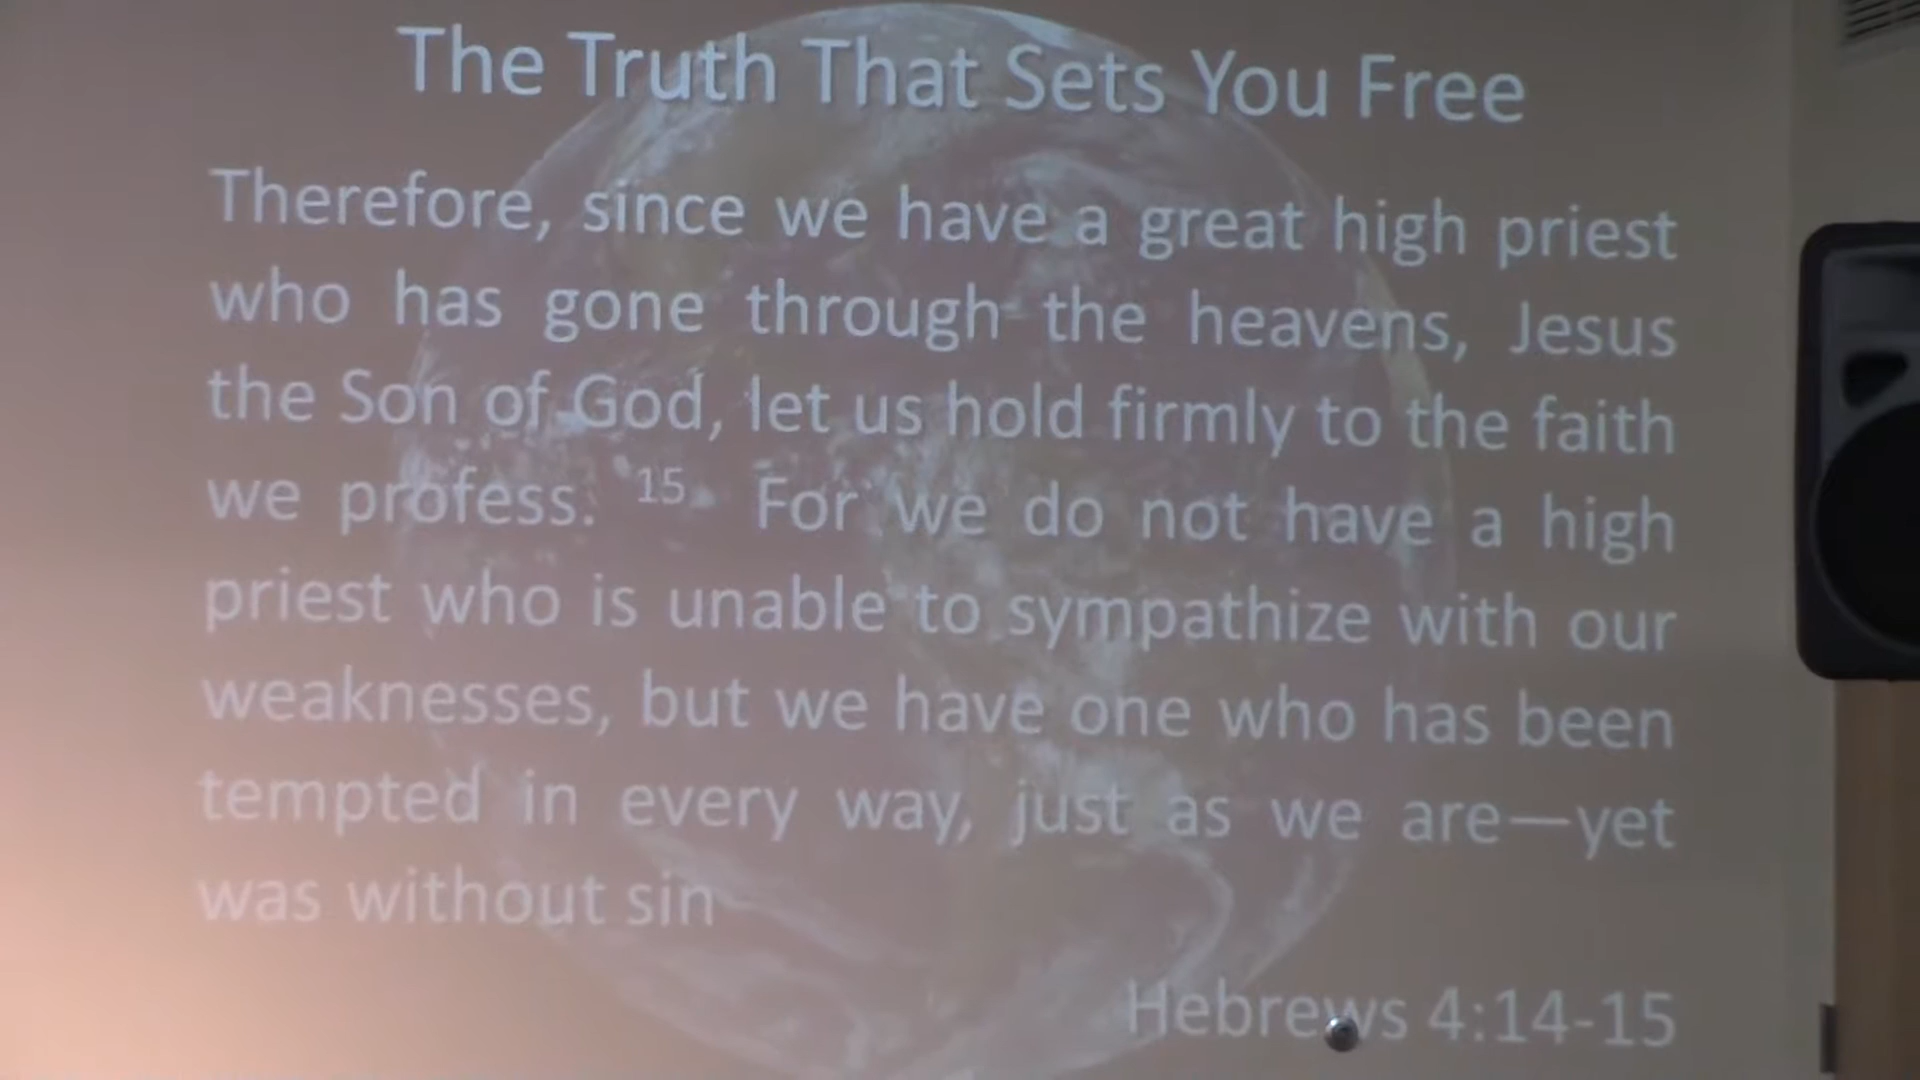 The Truth That Sets You Free
Therefore, since we have a great high priest
who has gone through the heavens, Jesus
the Son of God, let us hold firmly to the faith
we profess. 15 For we do not have a high
priest who is unable to sympathize with our
weaknesses, but we have one who has been
tempted in every way, just as we are—yet
was without sin
Hebrews 4:14-15